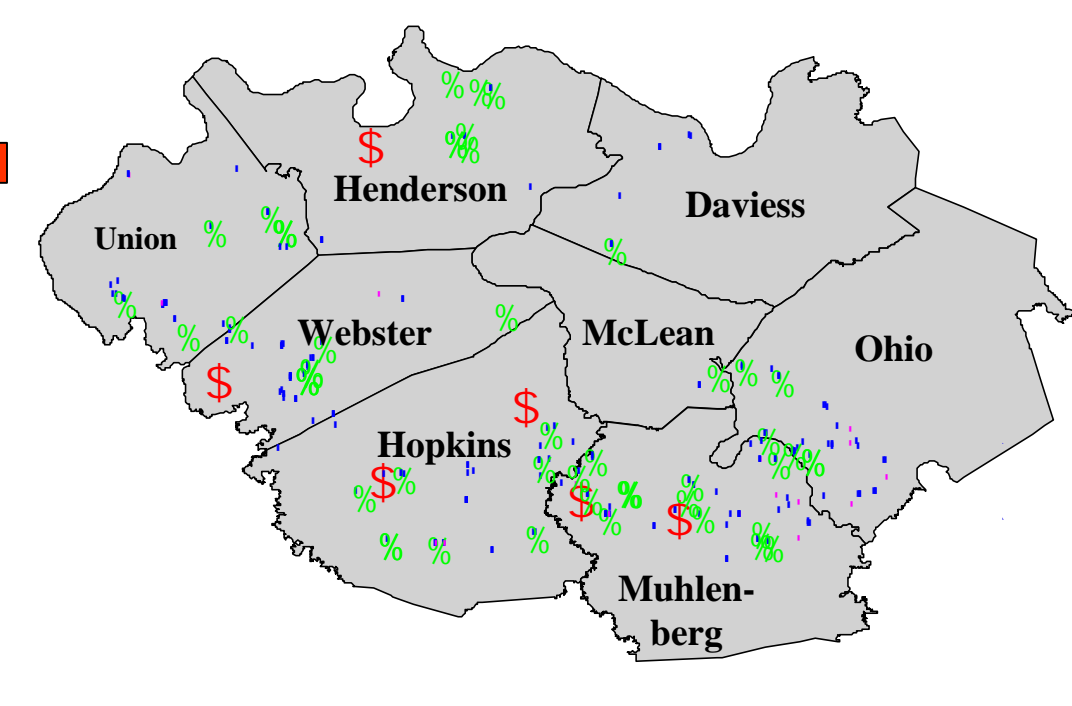 Henderson
Daviess
Union
Webster
McLean
Ohio
Hopkins
Muhlen-
berg